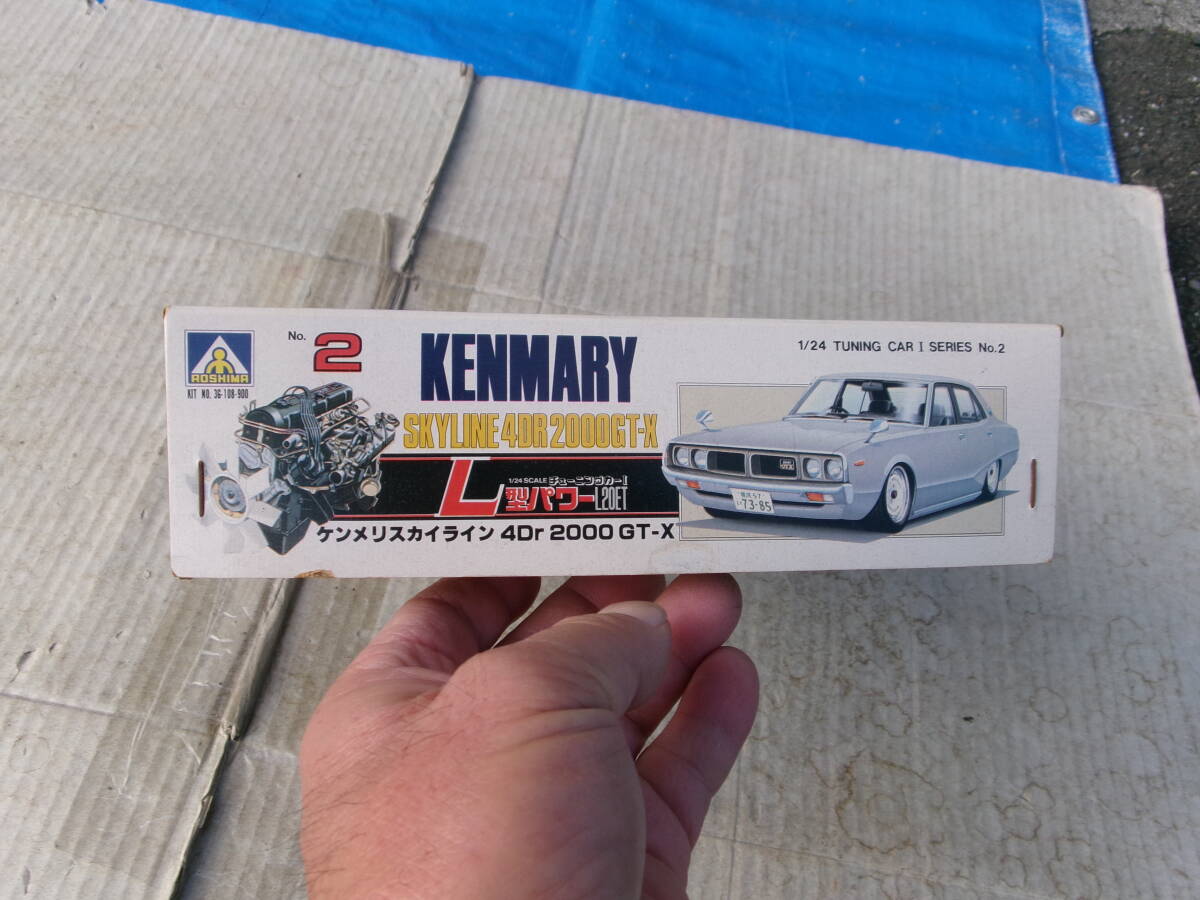 No. 2
AOSHIMA
KIT NO. 3G-108-900
KENMARY
SKYLINE 4DR 2000GT-X
1/24 SCALE チューニングカーI
L型パワー L20ET
ケンメリスカイライン 4Dr 2000 GT-X
1/24 TUNING CAR I SERIES No.2
73-85